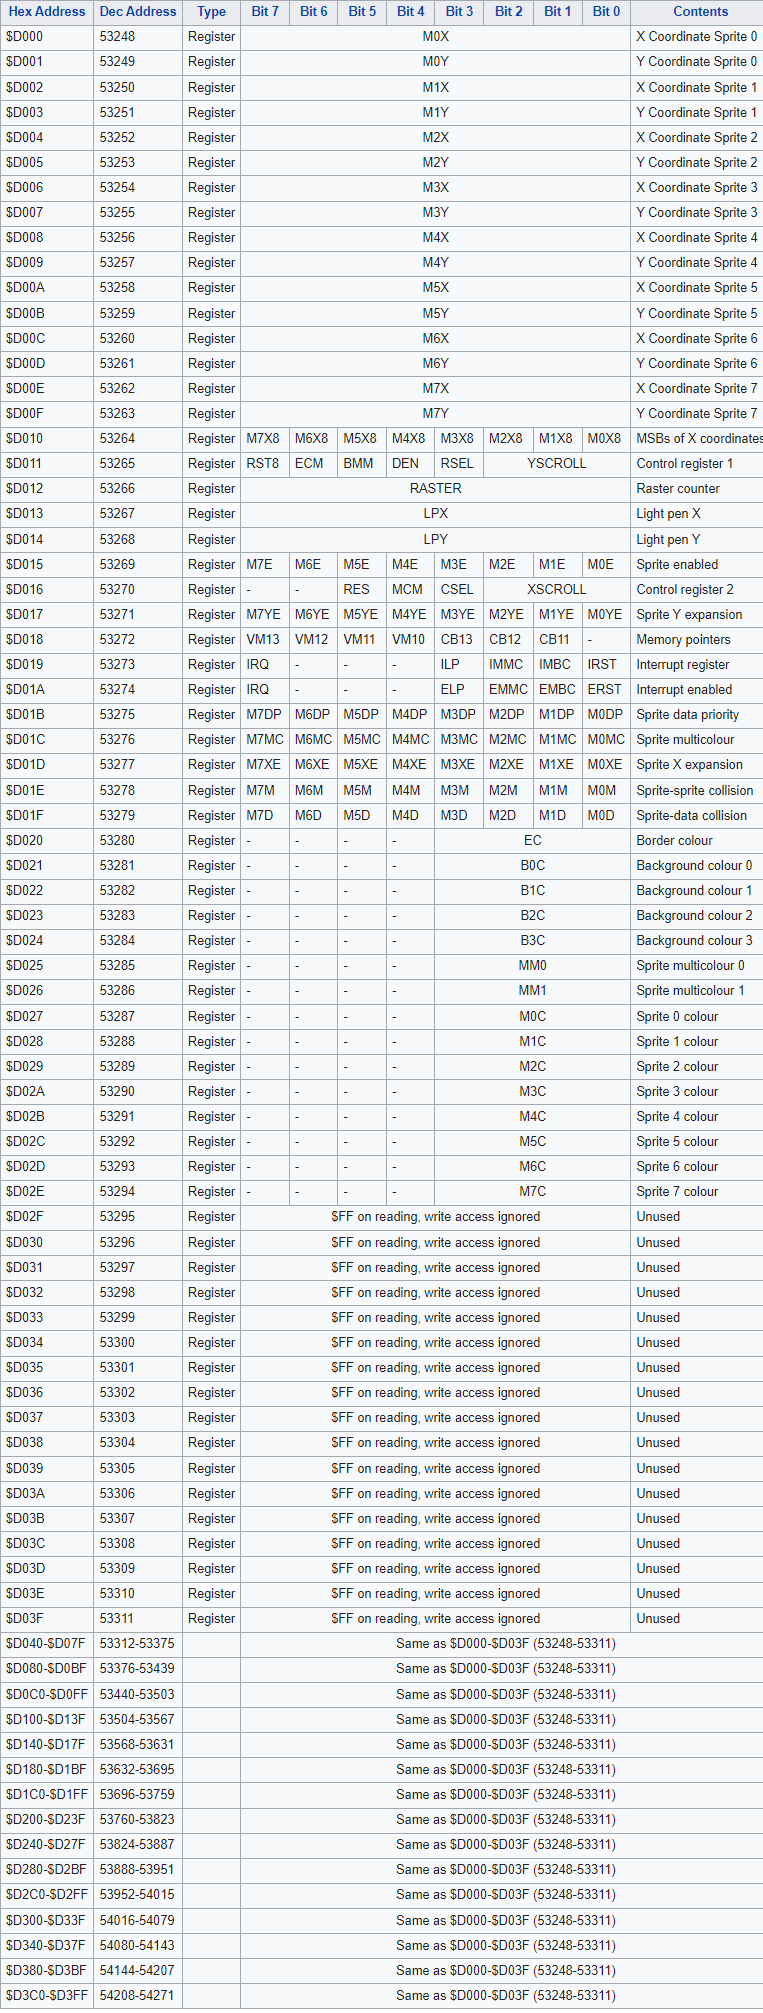 Hex Address Dec Address Type Bit 7 Bit 6 Bit 5 Bit 4 Bit 3 Bit 2 Bit 1 Bit 0 Contents
$D000 53248 Register M0X X Coordinate Sprite 0
$D001 53249 Register M0Y Y Coordinate Sprite 0
$D002 53250 Register M1X X Coordinate Sprite 1
$D003 53251 Register M1Y Y Coordinate Sprite 1
$D004 53252 Register M2X X Coordinate Sprite 2
$D005 53253 Register M2Y Y Coordinate Sprite 2
$D006 53254 Register M3X X Coordinate Sprite 3
$D007 53255 Register M3Y Y Coordinate Sprite 3
$D008 53256 Register M4X X Coordinate Sprite 4
$D009 53257 Register M4Y Y Coordinate Sprite 4
$D00A 53258 Register M5X X Coordinate Sprite 5
$D00B 53259 Register M5Y Y Coordinate Sprite 5
$D00C 53260 Register M6X X Coordinate Sprite 6
$D00D 53261 Register M6Y Y Coordinate Sprite 6
$D00E 53262 Register M7X X Coordinate Sprite 7
$D00F 53263 Register M7Y Y Coordinate Sprite 7
$D010 53264 Register M7X8 M6X8 M5X8 M4X8 M3X8 M2X8 M1X8 M0X8 MSBs of X coordinates
$D011 53265 Register RST8 ECM BMM DEN RSEL YSCROLL Control register 1
$D012 53266 Register RASTER Raster counter
$D013 53267 Register LPX Light pen X
$D014 53268 Register LPY Light pen Y
$D015 53269 Register M7E M6E M5E M4E M3E M2E M1E M0E Sprite enabled
$D016 53270 Register - - RES MCM CSEL XSCROLL Control register 2
$D017 53271 Register M7YE M6YE M5YE M4YE M3YE M2YE M1YE M0YE Sprite Y expansion
$D018 53272 Register VM13 VM12 VM11 VM10 CB13 CB12 CB11 - Memory pointers
$D019 53273 Register IRQ - - - ILP IMMC IMBC IRST Interrupt register
$D01A 53274 Register IRQ - - - ELP EMMC EMBC ERST Interrupt enabled
$D01B 53275 Register M7DP M6DP M5DP M4DP M3DP M2DP M1DP M0DP Sprite data priority
$D01C 53276 Register M7MC M6MC M5MC M4MC M3MC M2MC M1MC M0MC Sprite multicolour
$D01D 53277 Register M7XE M6XE M5XE M4XE M3XE M2XE M1XE M0XE Sprite X expansion
$D01E 53278 Register M7M M6M M5M M4M M3M M2M M1M M0M Sprite-sprite collision
$D01F 53279 Register M7D M6D M5D M4D M3D M2D M1D M0D Sprite-data collision
$D020 53280 Register - - - - EC Border colour
$D021 53281 Register - - - - B0C Background colour 0
$D022 53282 Register - - - - B1C Background colour 1
$D023 53283 Register - - - - B2C Background colour 2
$D024 53284 Register - - - - B3C Background colour 3
$D025 53285 Register - - - - MM0 Sprite multicolour 0
$D026 53286 Register - - - - MM1 Sprite multicolour 1
$D027 53287 Register - - - - M0C Sprite 0 colour
$D028 53288 Register - - - - M1C Sprite 1 colour
$D029 53289 Register - - - - M2C Sprite 2 colour
$D02A 53290 Register - - - - M3C Sprite 3 colour
$D02B 53291 Register - - - - M4C Sprite 4 colour
$D02C 53292 Register - - - - M5C Sprite 5 colour
$D02D 53293 Register - - - - M6C Sprite 6 colour
$D02E 53294 Register - - - - M7C Sprite 7 colour
$D02F 53295 Register $FF on reading, write access ignored Unused
$D030 53296 Register $FF on reading, write access ignored Unused
$D031 53297 Register $FF on reading, write access ignored Unused
$D032 53298 Register $FF on reading, write access ignored Unused
$D033 53299 Register $FF on reading, write access ignored Unused
$D034 53300 Register $FF on reading, write access ignored Unused
$D035 53301 Register $FF on reading, write access ignored Unused
$D036 53302 Register $FF on reading, write access ignored Unused
$D037 53303 Register $FF on reading, write access ignored Unused
$D038 53304 Register $FF on reading, write access ignored Unused
$D039 53305 Register $FF on reading, write access ignored Unused
$D03A 53306 Register $FF on reading, write access ignored Unused
$D03B 53307 Register $FF on reading, write access ignored Unused
$D03C 53308 Register $FF on reading, write access ignored Unused
$D03D 53309 Register $FF on reading, write access ignored Unused
$D03E 53310 Register $FF on reading, write access ignored Unused
$D03F 53311 Register $FF on reading, write access ignored Unused
$D040-$D07F 53312-53375 Same as $D000-$D03F (53248-53311)
$D080-$D0BF 53376-53439 Same as $D000-$D03F (53248-53311)
$D0C0-$D0FF 53440-53503 Same as $D000-$D03F (53248-53311)
$D100-$D13F 53504-53567 Same as $D000-$D03F (53248-53311)
$D140-$D17F 53568-53631 Same as $D000-$D03F (53248-53311)
$D180-$D1BF 53632-53695 Same as $D000-$D03F (53248-53311)
$D1C0-$D1FF 53696-53759 Same as $D000-$D03F (53248-53311)
$D200-$D23F 53760-53823 Same as $D000-$D03F (53248-53311)
$D240-$D27F 53824-53887 Same as $D000-$D03F (53248-53311)
$D280-$D2BF 53888-53951 Same as $D000-$D03F (53248-53311)
$D2C0-$D2FF 53952-54015 Same as $D000-$D03F (53248-53311)
$D300-$D33F 54016-54079 Same as $D000-$D03F (53248-53311)
$D340-$D37F 54080-54143 Same as $D000-$D03F (53248-53311)
$D380-$D3BF 54144-54207 Same as $D000-$D03F (53248-53311)
$D3C0-$D3FF 54208-54271 Same as $D000-$D03F (53248-53311)